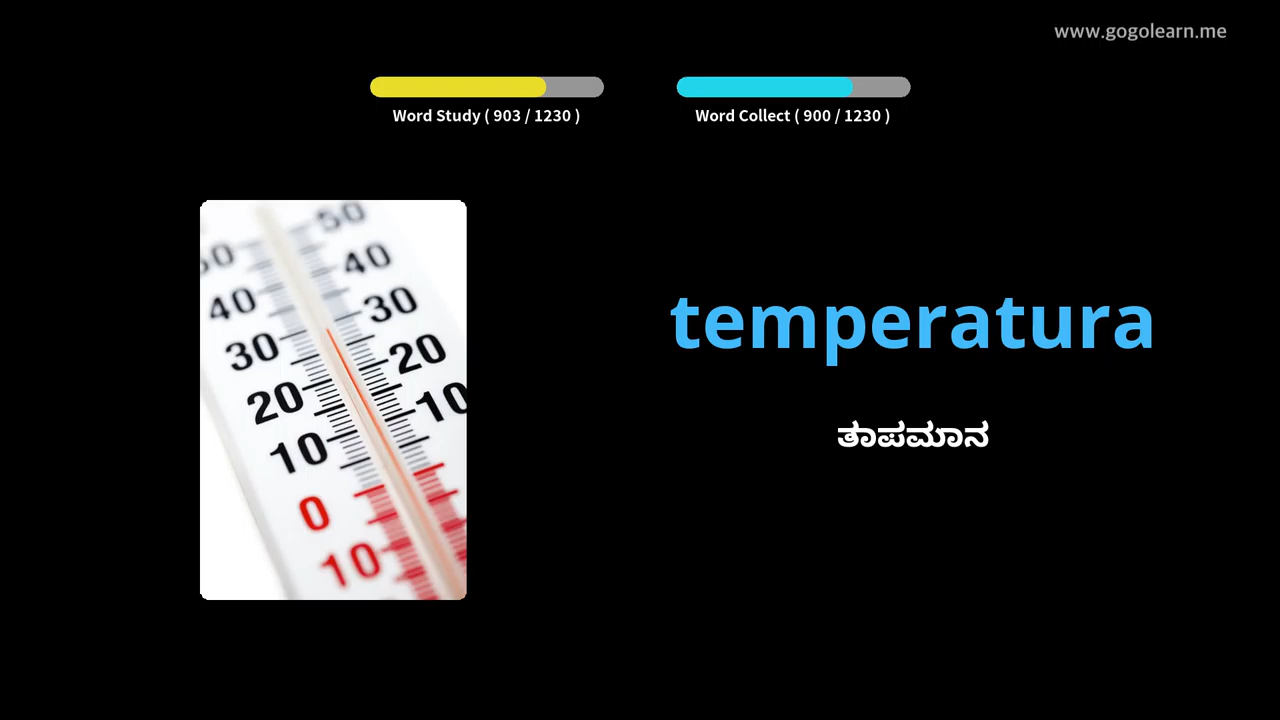 www.gogolearn.me
Word Study ( 903 / 1230 )
Word Collect ( 900 / 1230 )
temperatura
ತಾಪಮಾನ
50
40
40
30
30
20
20
10
10
0
10